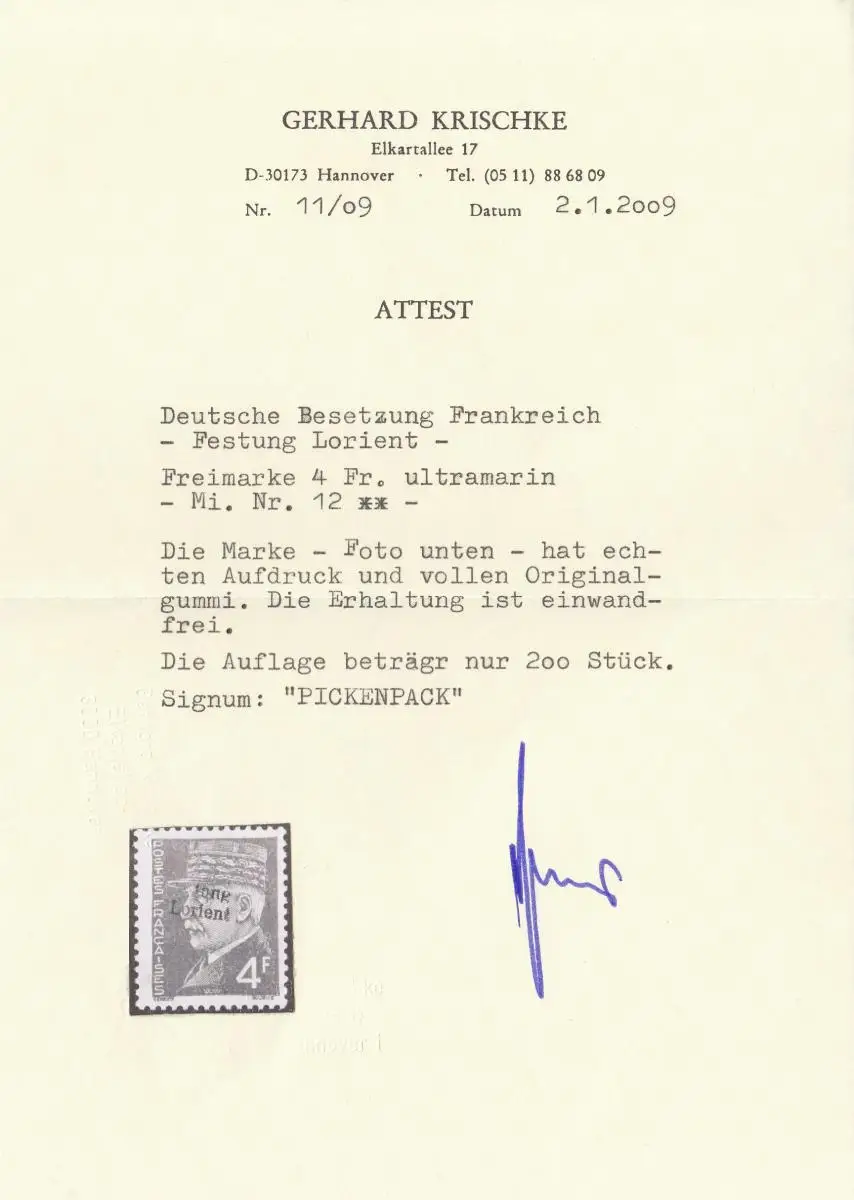 GERHARD KRISCHKE
Elkartallee 17
D-30173 Hannover · Tel. (05 11) 88 68 09
Nr. 11/o9 Datum 2.1.2oo9
ATTEST
Deutsche Besetzung Frankreich
- Festung Lorient -
Freimarke 4 Fr. ultramarin
- Mi. Nr. 12 ** -
Die Marke - Foto unten - hat ech-
ten Aufdruck und vollen Original-
gummi. Die Erhaltung ist einwand-
frei.
Die Auflage beträgr nur 2oo Stück.
Signum: "PICKENPACK"
POSTES FRANÇAISES
Lorient
4F